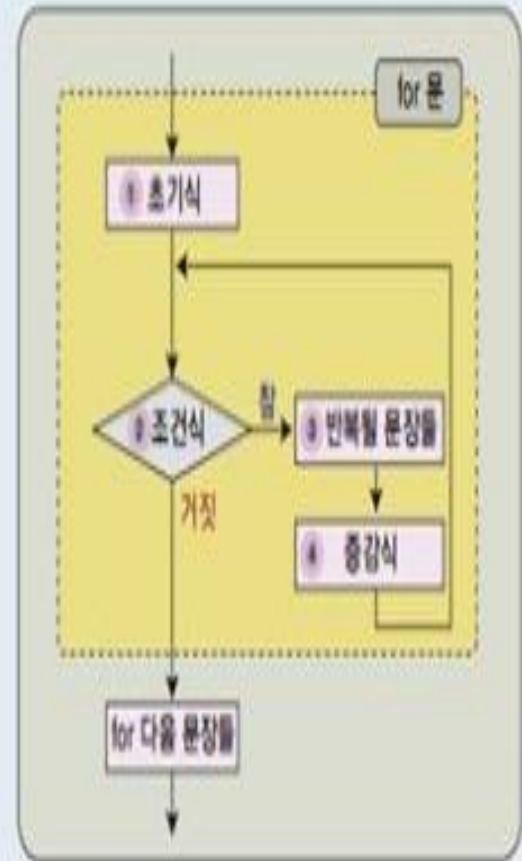 for 문
① 초기식
② 조건식
참
③ 반복될 문장들
거짓
④ 증감식
for 다음 문장들